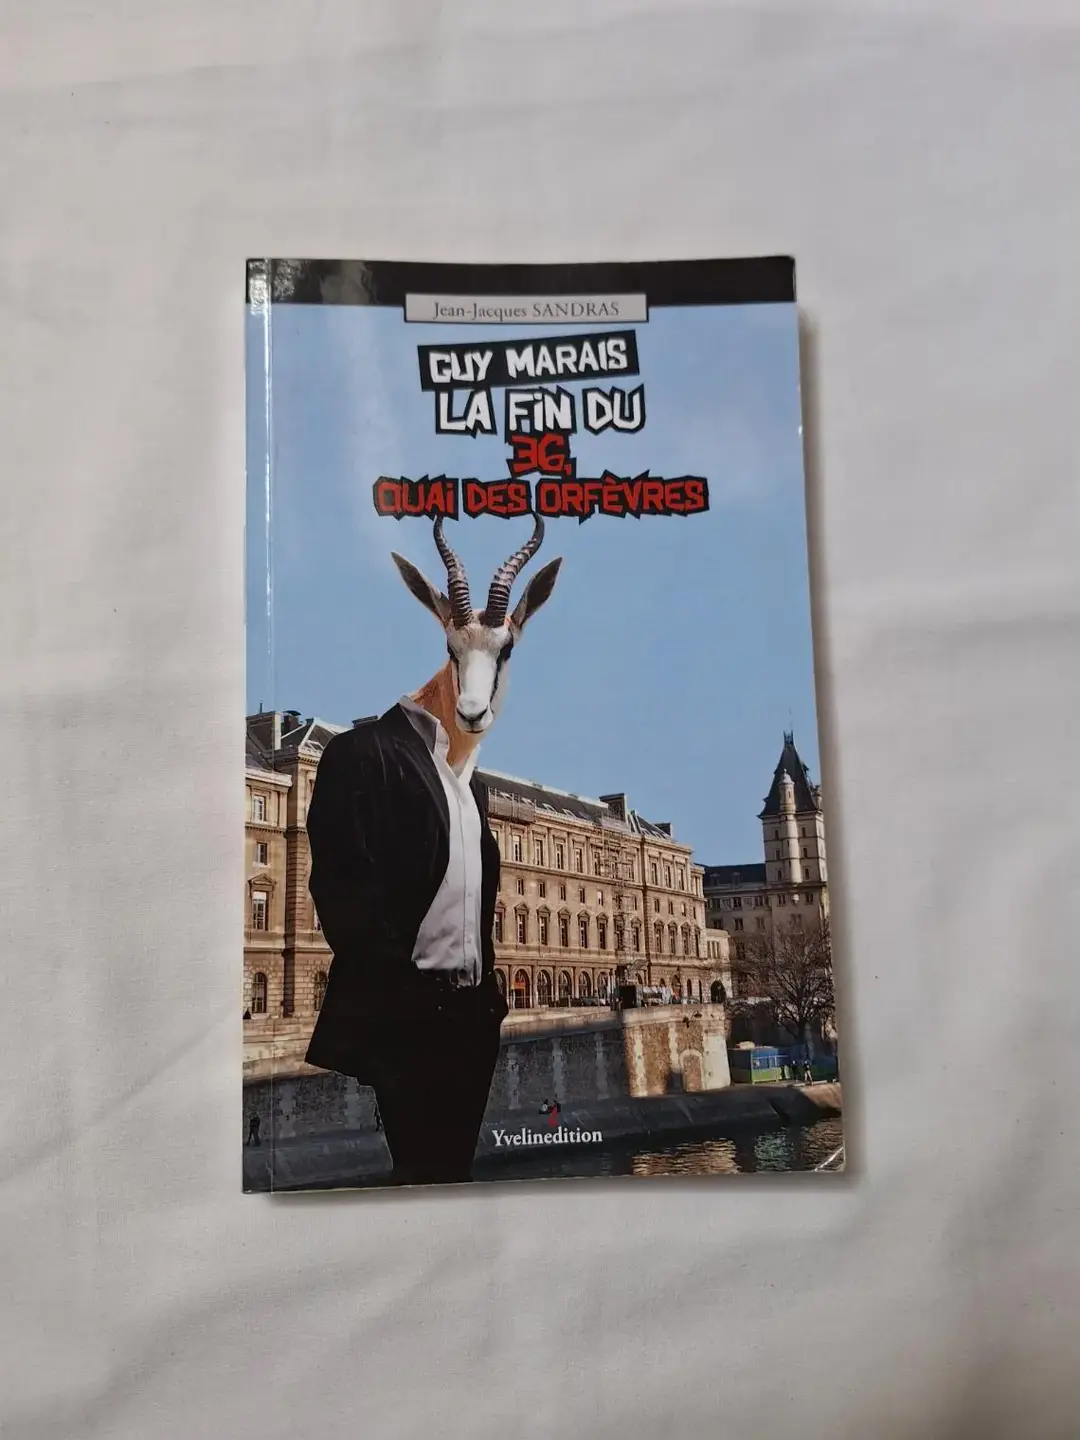 Jean-Jacques SANDRAS
GUY MARAIS
LA FiN DU
36,
QUAi DES ORFÈVRES
Yvelinedition